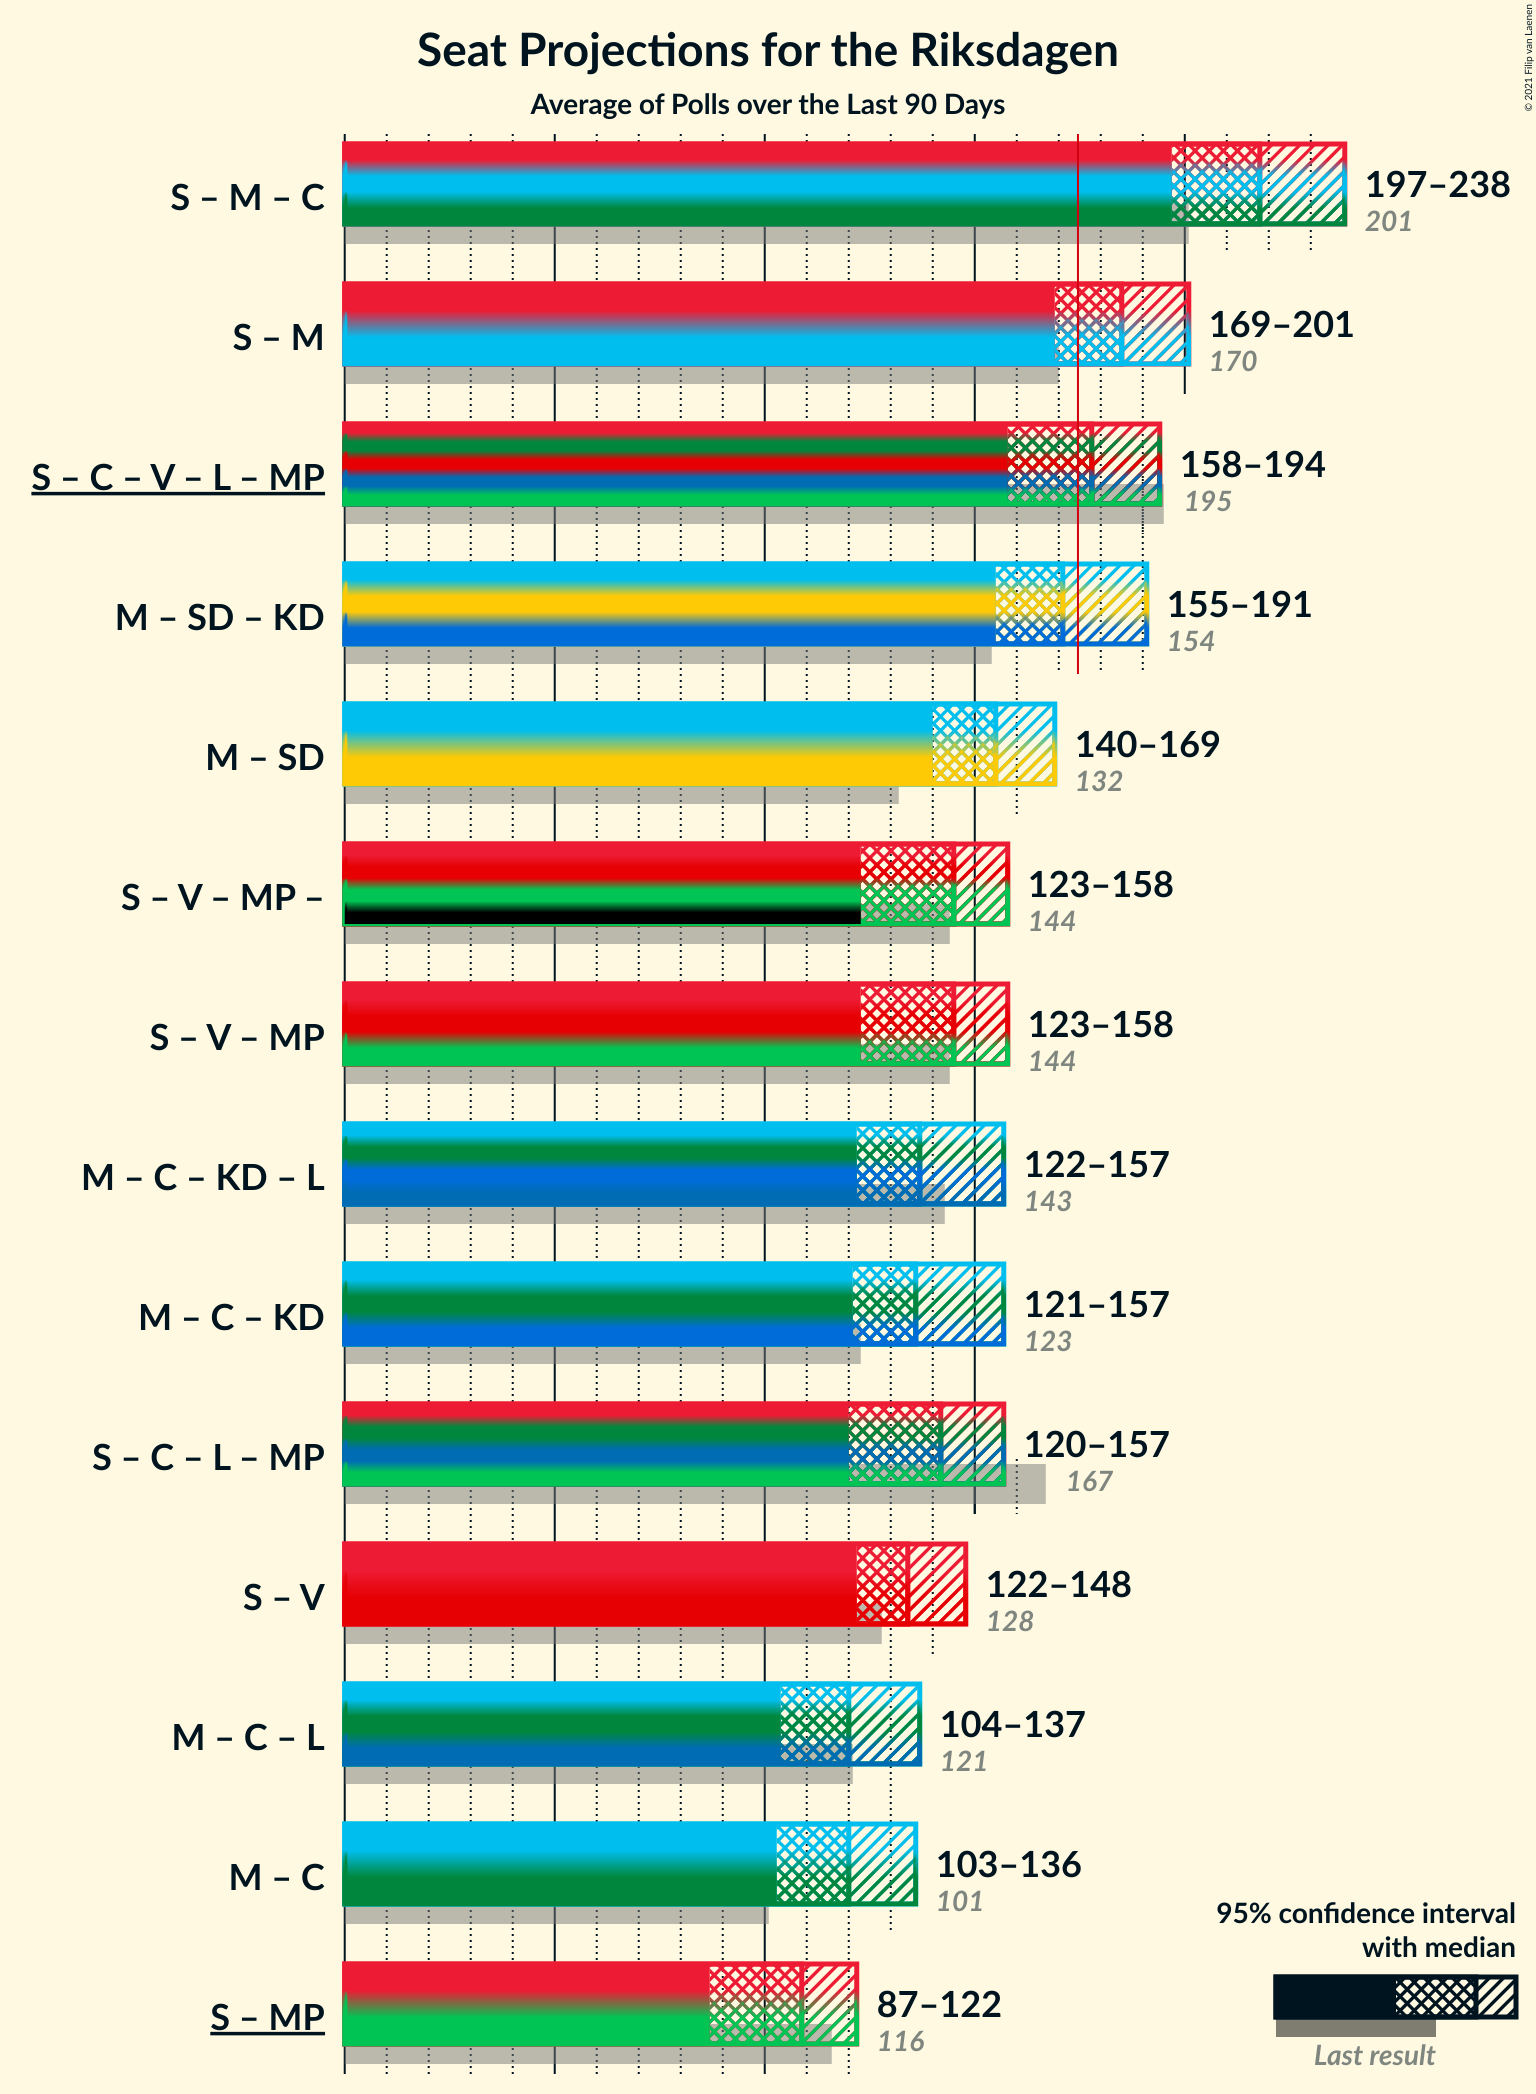 Seat Projections for the Riksdagen
Average of Polls over the Last 90 Days
© 2021 Filip van Laenen
S – M – C
197–238
201
S – M
169–201
170
S – C – V – L – MP
158–194
195
M – SD – KD
155–191
154
M – SD
140–169
132
S – V – MP –
123–158
144
S – V – MP
123–158
144
M – C – KD – L
122–157
143
M – C – KD
121–157
123
S – C – L – MP
120–157
167
S – V
122–148
128
M – C – L
104–137
121
M – C
103–136
101
S – MP
87–122
116
95% confidence interval
with median
Last result